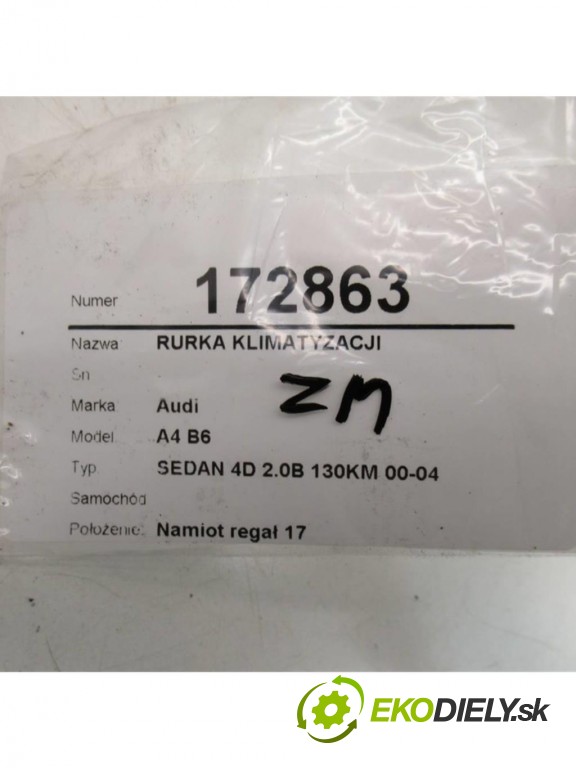 Numer 172863
Nazwa: RURKA KLIMATYZACJI
Sn
Marka Audi
ZM
Model A4 B6
Typ SEDAN 4D 2.0B 130KM 00-04
Samochód
Położenie: Namiot regał 17
EKODIELY.sk